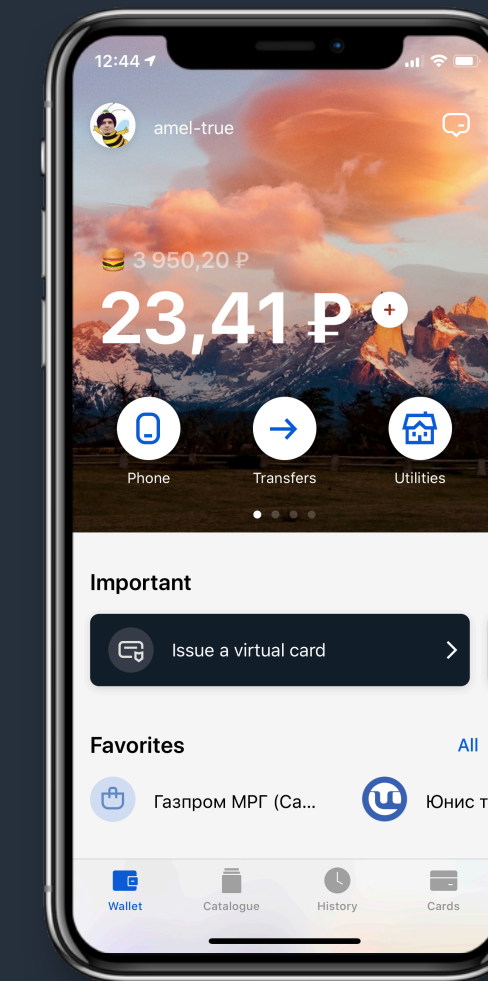 12:44
amel-true
3 950,20 ₽
23,41 ₽ +
Phone
Transfers
Utilities
Important
Issue a virtual card
Favorites
All
Газпром МРГ (Са...
Юнис т
Wallet
Catalogue
History
Cards